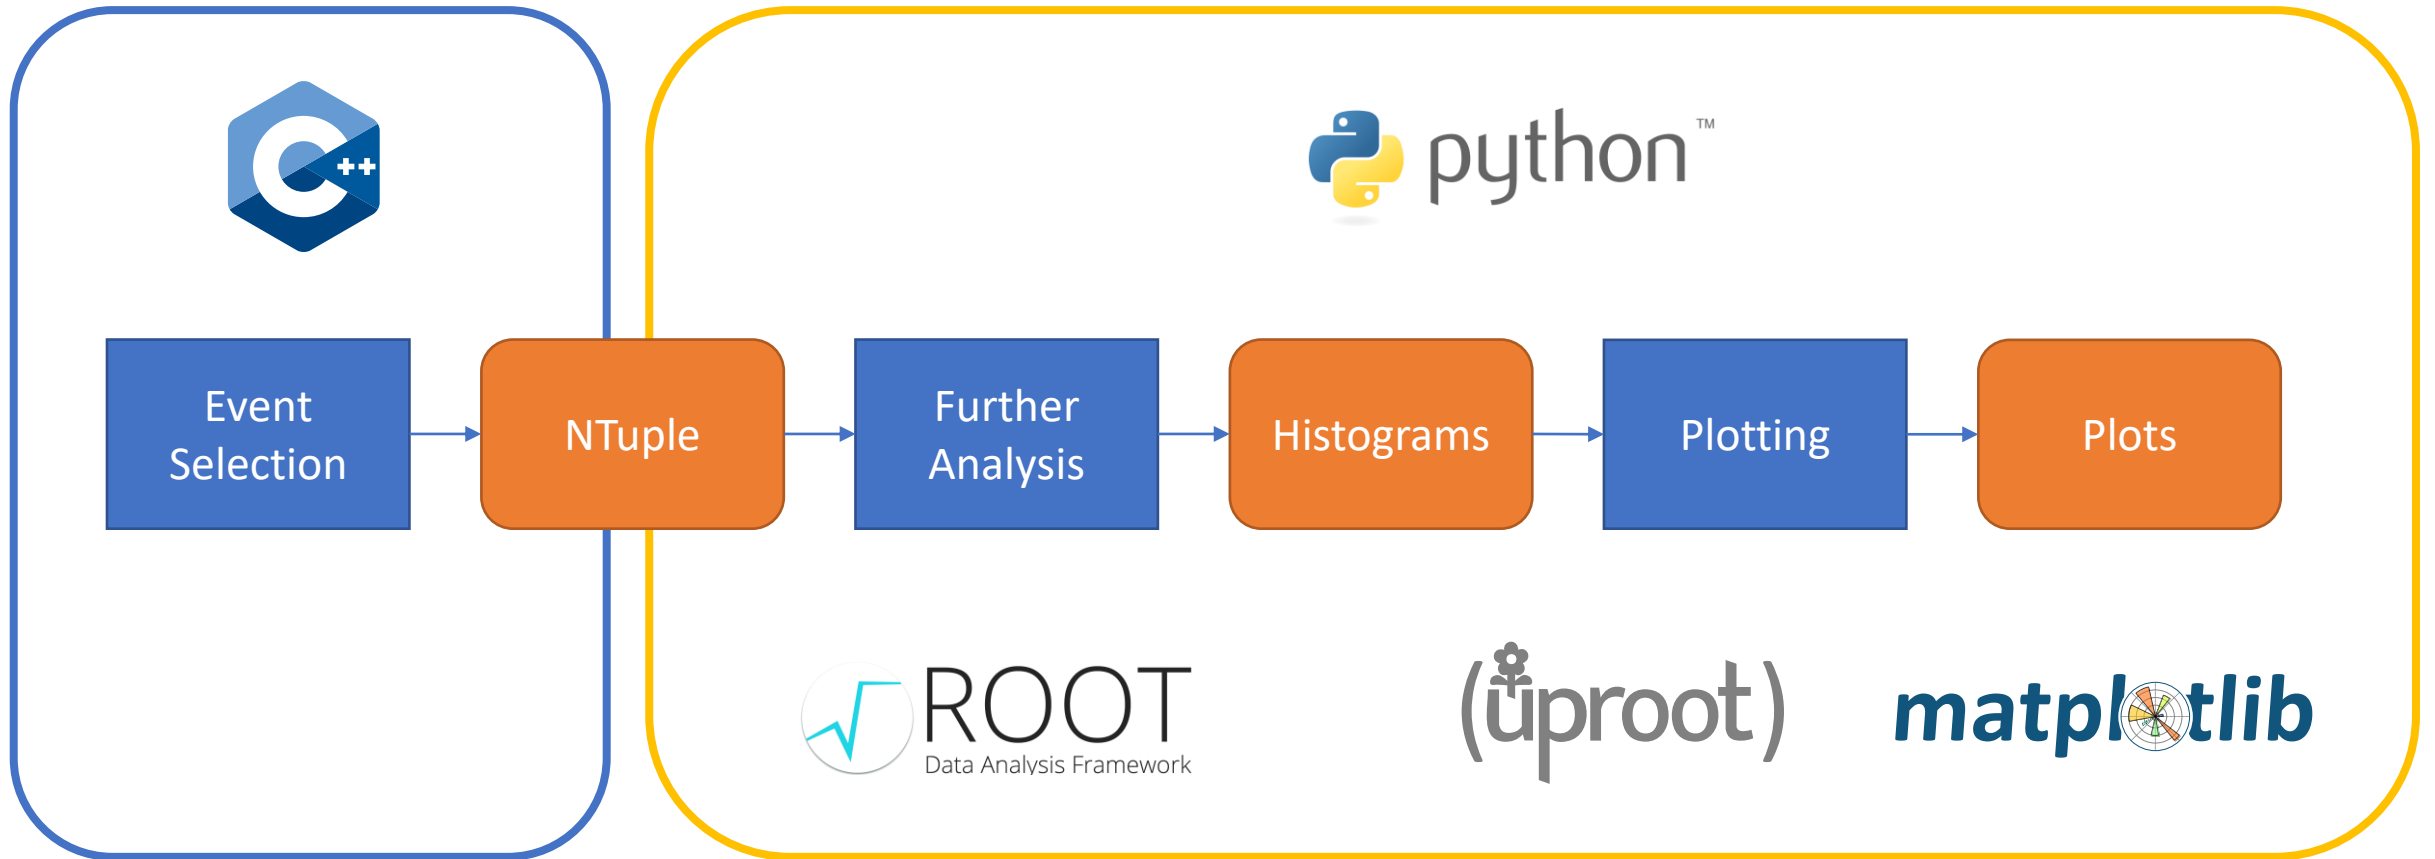 C++
python™
Event
Selection
NTuple
Further
Analysis
Histograms
Plotting
Plots
ROOT
Data Analysis Framework
(uproot)
matplotlib